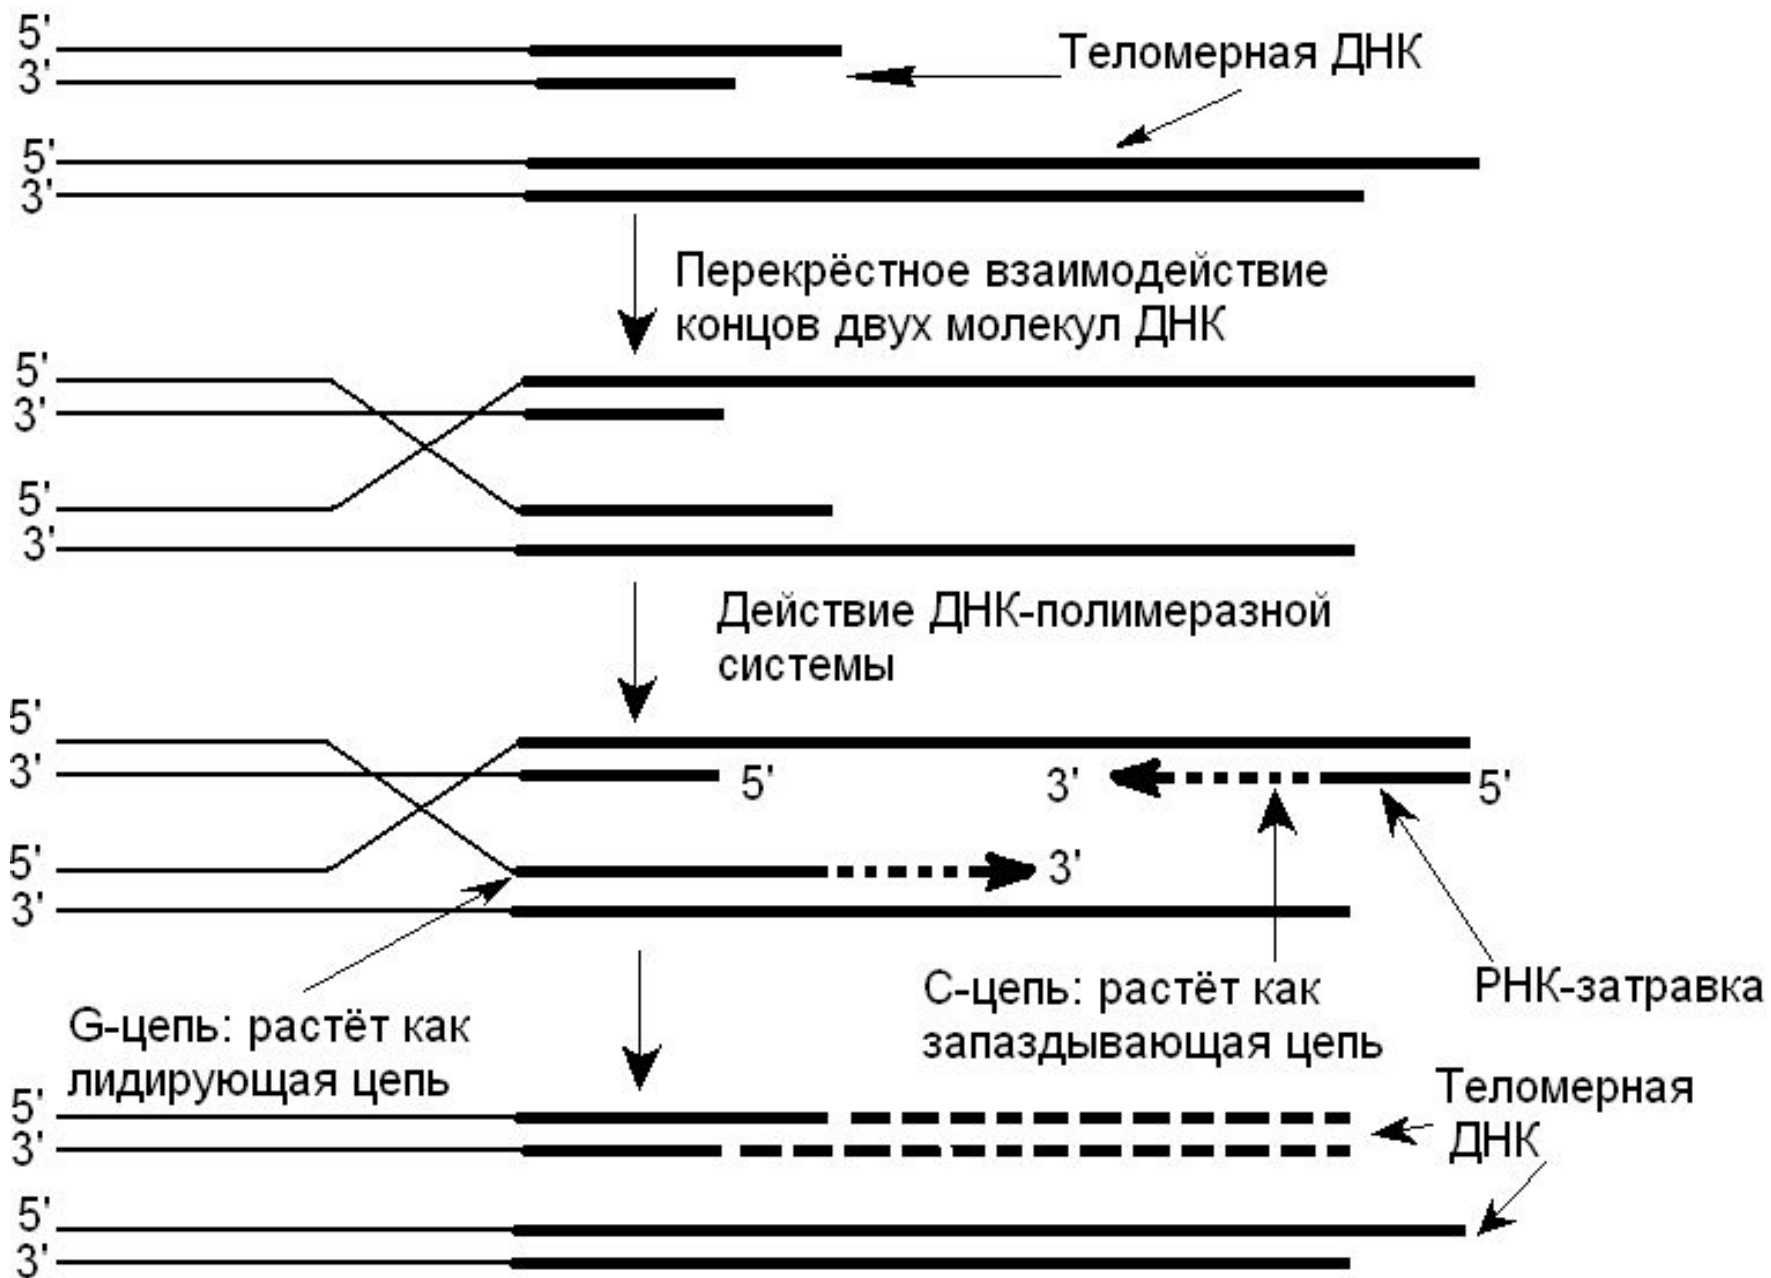 5'
Теломерная ДНК
3'
5'
3'
Перекрёстное взаимодействие
концов двух молекул ДНК
5'
3'
5'
3'
Действие ДНК-полимеразной
системы
5'
3'
5'
3'
5'
5'
3'
3'
G-цепь: растёт как
лидирующая цепь
С-цепь: растёт как
запаздывающая цепь
РНК-затравка
Теломерная
ДНК
5'
3'
5'
3'